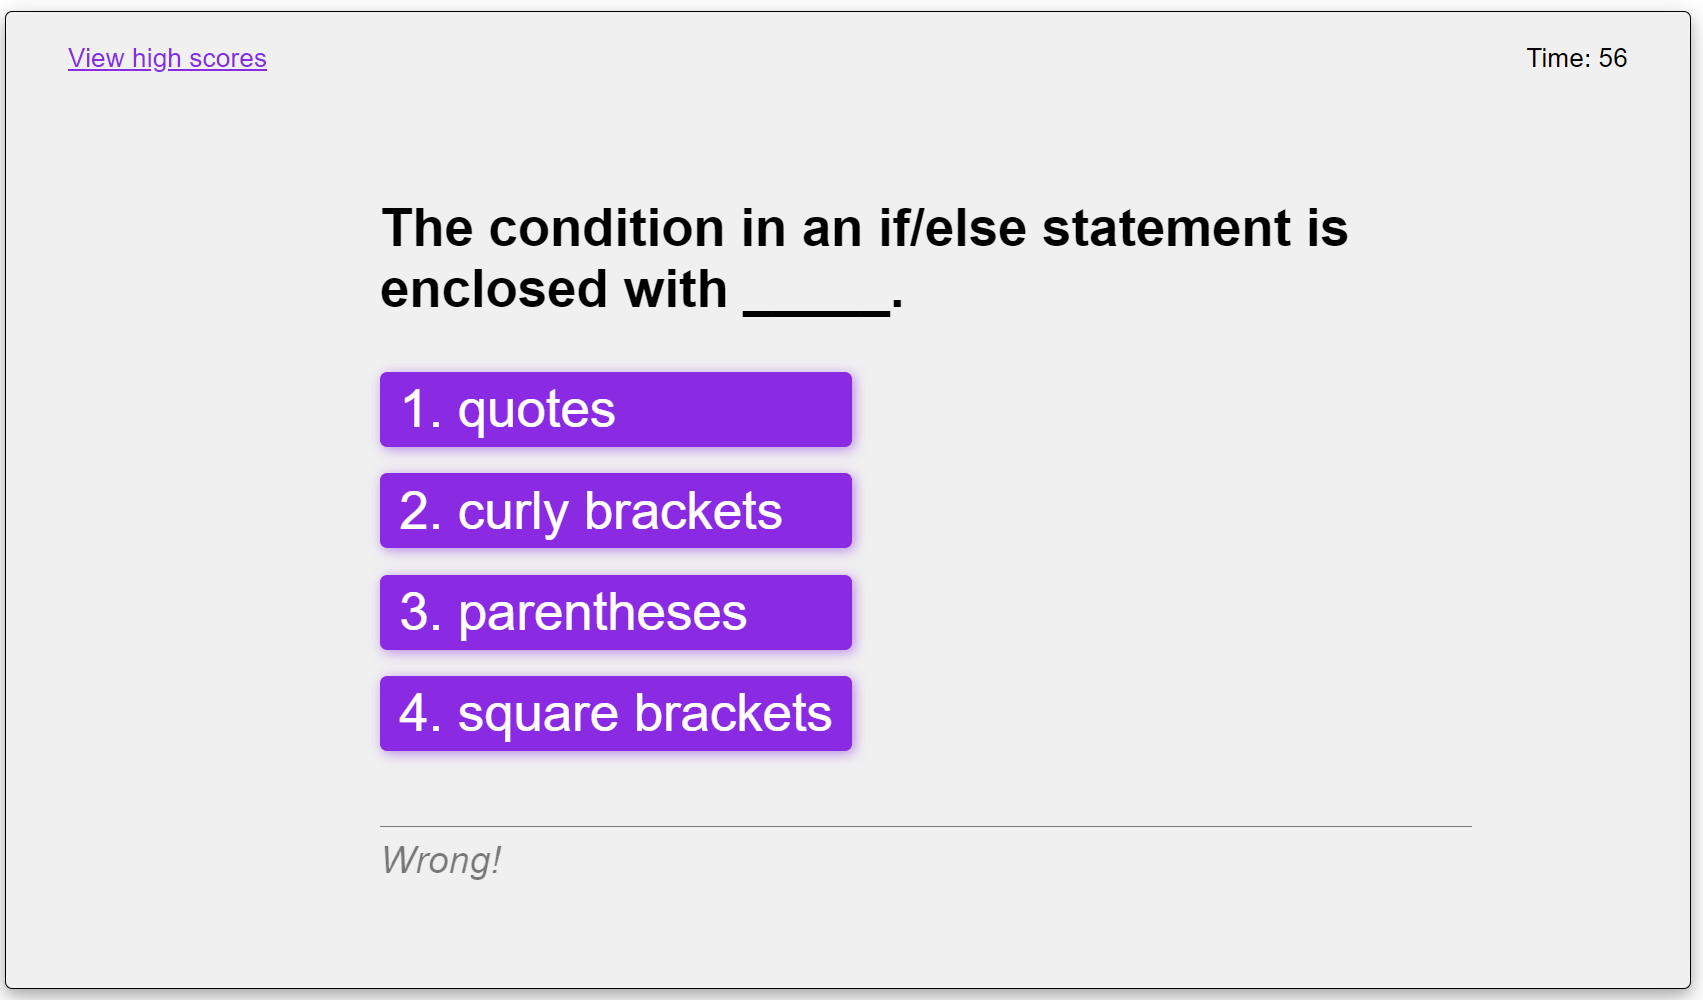 View high scores
Time: 56
The condition in an if/else statement is
enclosed with _____.
1. quotes
2. curly brackets
3. parentheses
4. square brackets
Wrong!